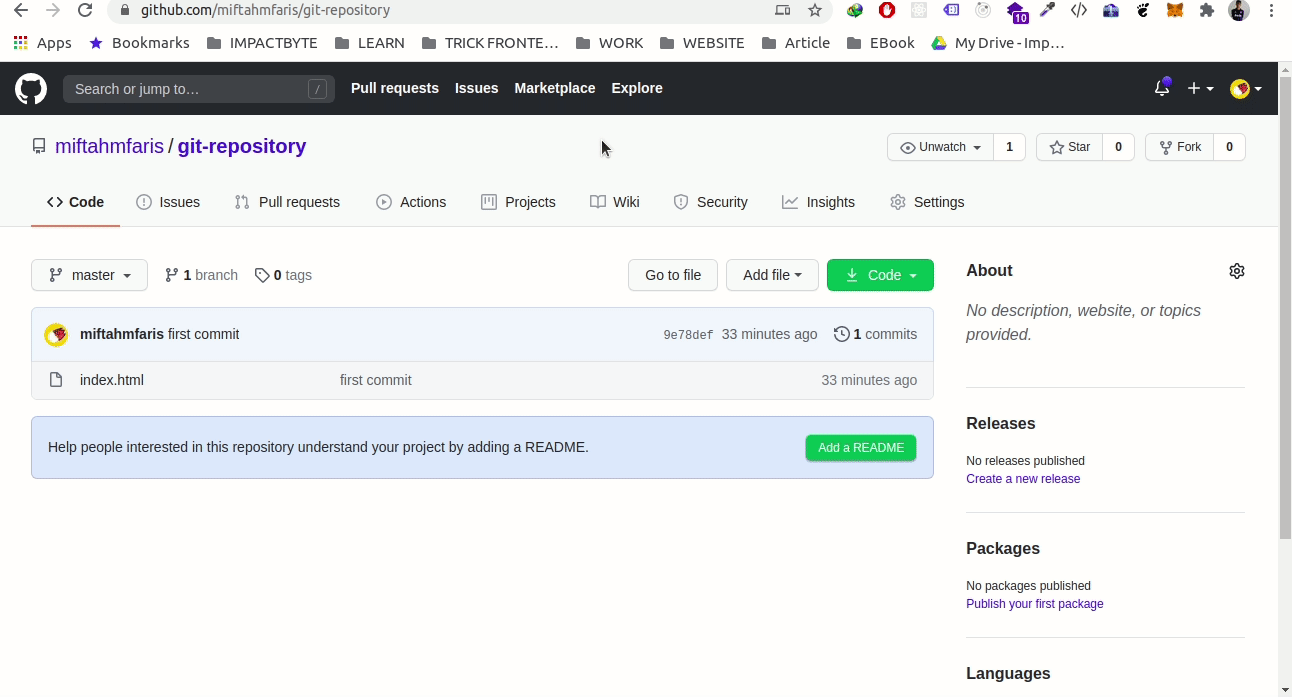 github.com/miftahmfaris/git-repository
10
Apps Bookmarks IMPACTBYTE LEARN TRICK FRONTE... WORK WEBSITE Article EBook My Drive - Imp...
Search or jump to... / Pull requests Issues Marketplace Explore
miftahmfaris / git-repository Unwatch 1 Star 0 Fork 0
Code Issues Pull requests Actions Projects Wiki Security Insights Settings
master 1 branch 0 tags Go to file Add file Code
miftahmfaris first commit 9e78def 33 minutes ago 1 commits
index.html first commit 33 minutes ago
Help people interested in this repository understand your project by adding a README. Add a README
About
No description, website, or topics
provided.
Releases
No releases published
Create a new release
Packages
No packages published
Publish your first package
Languages